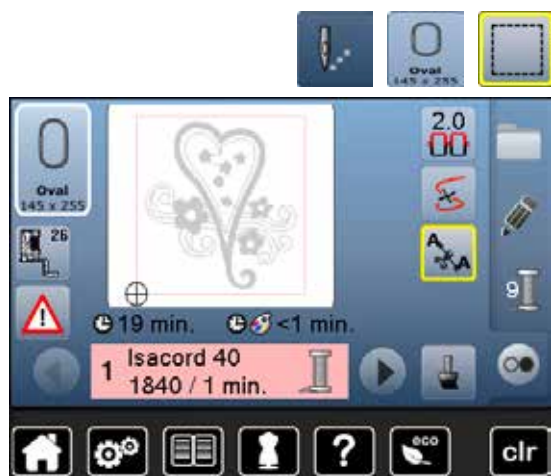 Oval
145 x 255
2.0
Oval
145 x 255
26
A
A
9
19 min.
<1 min.
1
Isacord 40
1840 / 1 min.
?
eco
clr